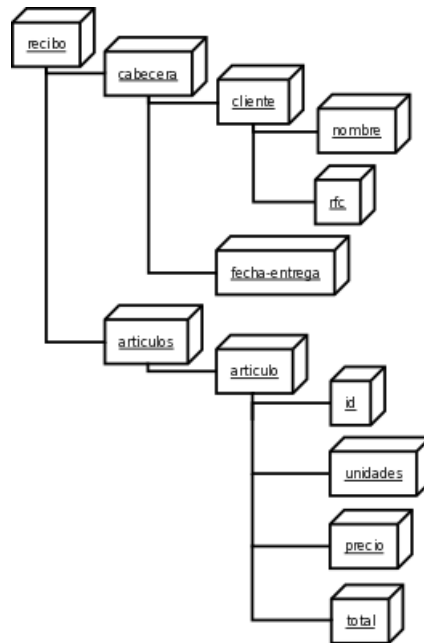 recibo
cabecera
cliente
nombre
rfc
fecha-entrega
articulos
articulo
id
unidades
precio
total